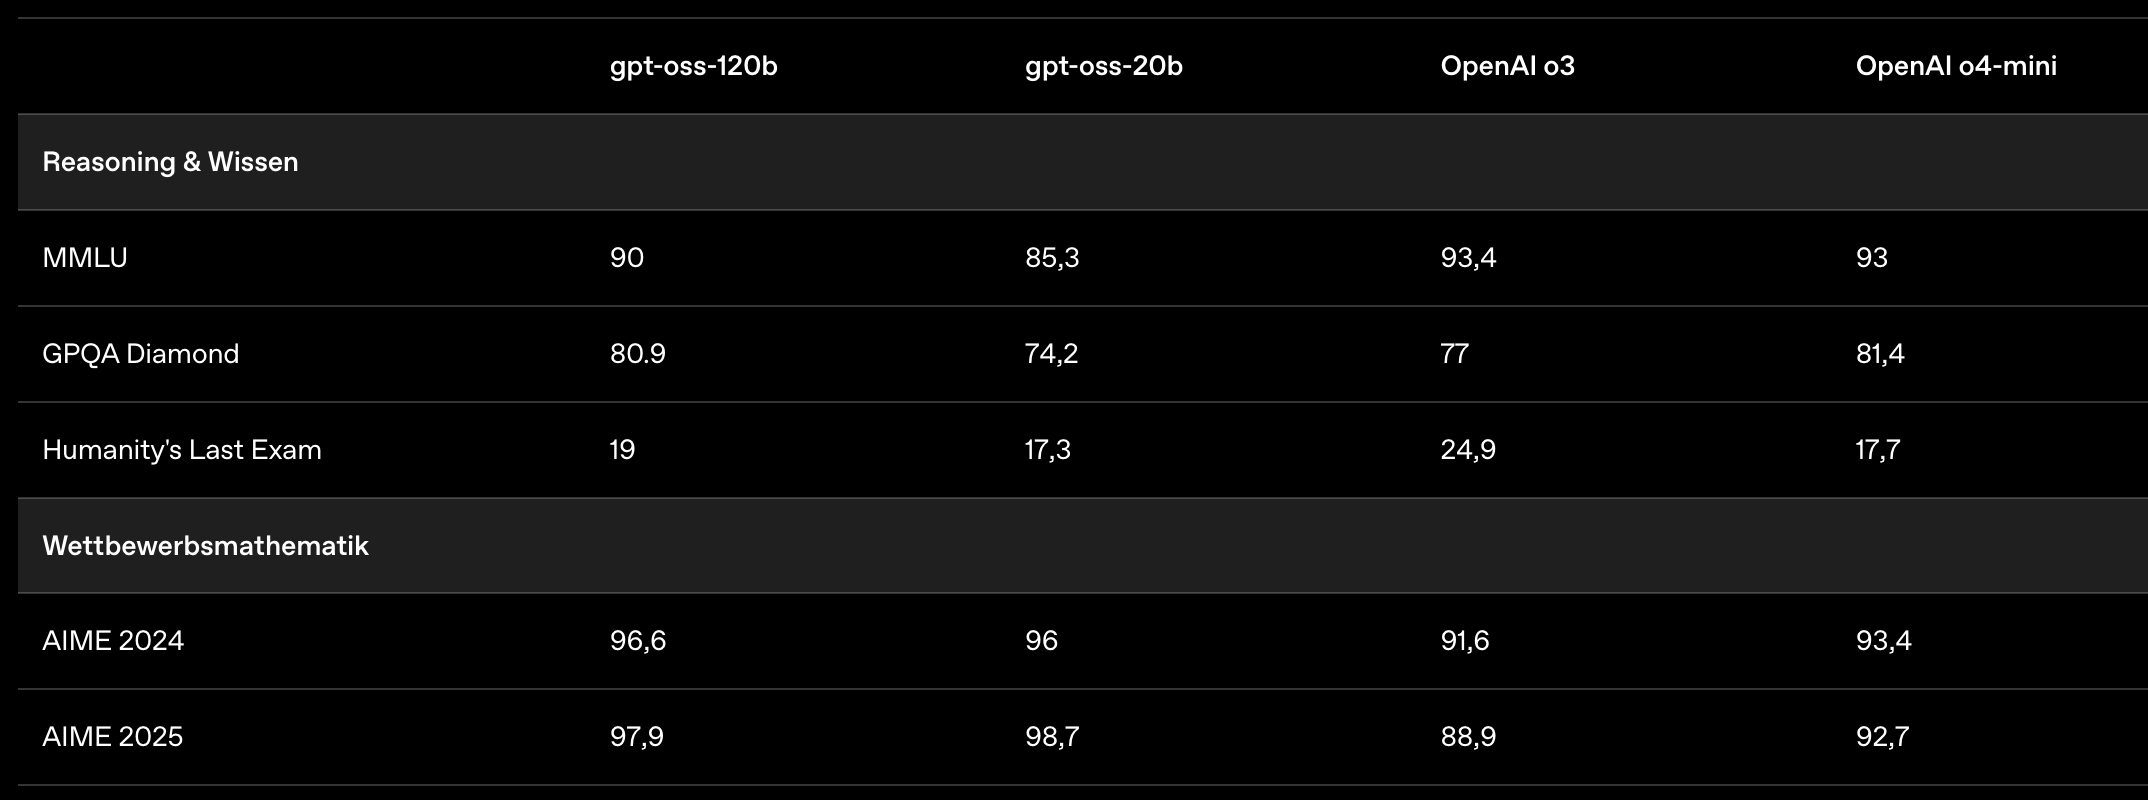 gpt-oss-120b gpt-oss-20b OpenAI o3 OpenAI o4-mini
Reasoning & Wissen
MMLU 90 85,3 93,4 93
GPQA Diamond 80.9 74,2 77 81,4
Humanity's Last Exam 19 17,3 24,9 17,7
Wettbewerbsmathematik
AIME 2024 96,6 96 91,6 93,4
AIME 2025 97,9 98,7 88,9 92,7